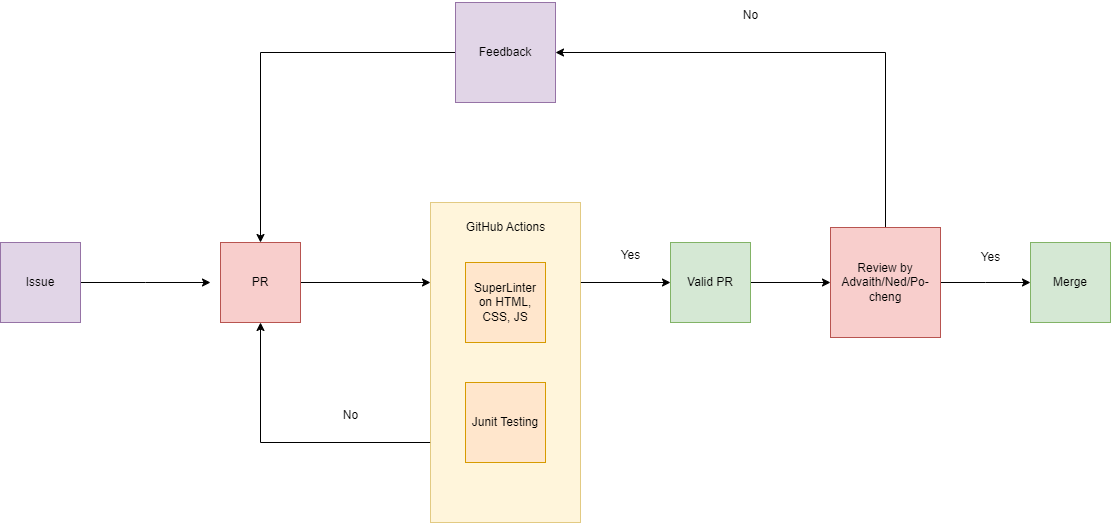 No
Feedback
GitHub Actions
Issue
PR
SuperLinter
on HTML,
CSS, JS
Yes
Valid PR
Review by
Advaith/Ned/Po-
cheng
Yes
Merge
No
Junit Testing